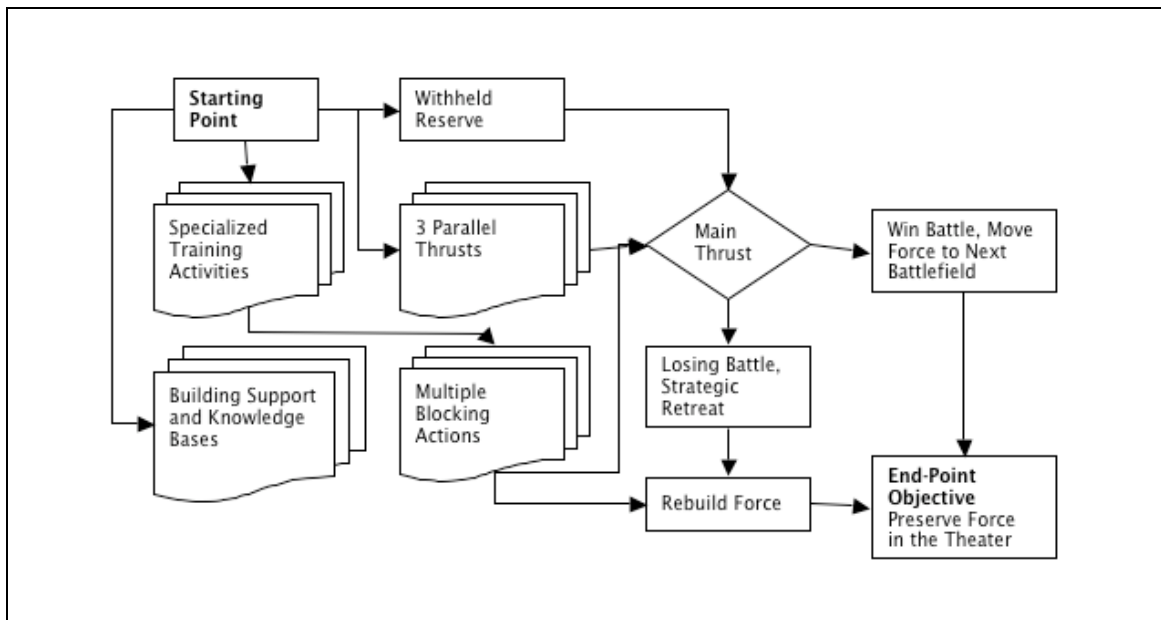 Starting
Point
Withheld
Reserve
Specialized
Training
Activities
3 Parallel
Thrusts
Main
Thrust
Win Battle, Move
Force to Next
Battlefield
Building Support
and Knowledge
Bases
Multiple
Blocking
Actions
Losing Battle,
Strategic
Retreat
Rebuild Force
End-Point
Objective
Preserve Force
in the Theater